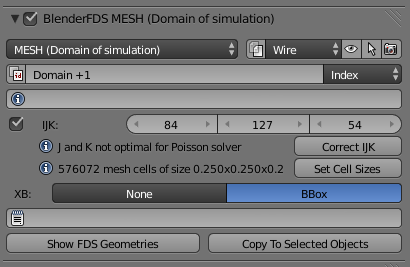 BlenderFDS MESH (Domain of simulation)
MESH (Domain of simulation) Wire
id Domain +1 Index
IJK: 84 127 54
J and K not optimal for Poisson solver Correct IJK
576072 mesh cells of size 0.250x0.250x0.2 Set Cell Sizes
XB: None BBox
Show FDS Geometries Copy To Selected Objects